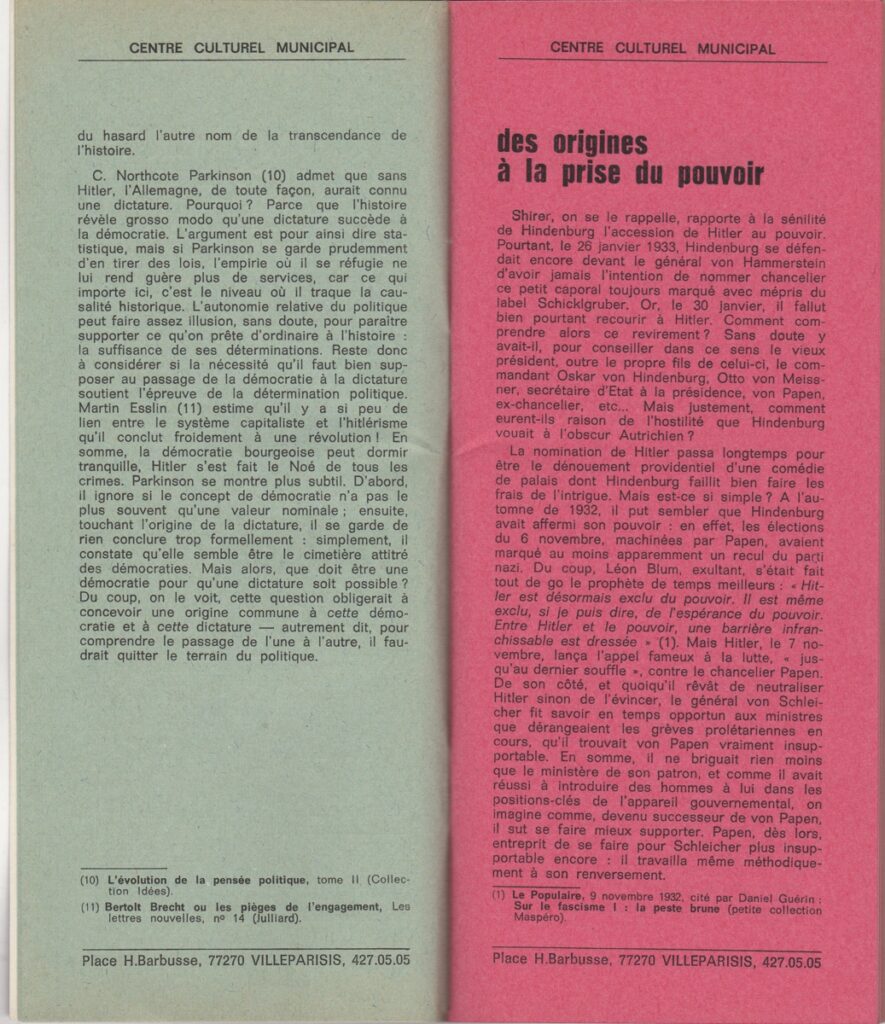 CENTRE CULTUREL MUNICIPAL
du hasard l'autre nom de la transcendance de
l'histoire.
C. Northcote Parkinson (10) admet que sans
Hitler, l'Allemagne, de toute façon, aurait connu
une dictature. Pourquoi ? Parce que l'histoire
révèle grosso modo qu'une dictature succède à
la démocratie. L'argument est pour ainsi dire sta-
tistique, mais si Parkinson se garde prudemment
d'en tirer des lois, l'empirie où il se réfugie ne
lui rend guère plus de services, car ce qui
importe ici, c'est le niveau où il traque la cau-
salité historique. L'autonomie relative du politique
peut faire assez illusion, sans doute, pour paraître
supporter ce qu'on prête d'ordinaire à l'histoire :
la suffisance de ses déterminations. Reste donc
à considérer si la nécessité qu'il faut bien sup-
poser au passage de la démocratie à la dictature
soutient l'épreuve de la détermination politique.
Martin Esslin (11) estime qu'il y a si peu de
lien entre le système capitaliste et l'hitlérisme
qu'il conclut froidement à une révolution ! En
somme, la démocratie bourgeoise peut dormir
tranquille, Hitler s'est fait le Noé de tous les
crimes. Parkinson se montre plus subtil. D'abord,
il ignore si le concept de démocratie n'a pas le
plus souvent qu'une valeur nominale ; ensuite,
touchant l'origine de la dictature, il se garde de
rien conclure trop formellement : simplement, il
constate qu'elle semble être le cimetière attitré
des démocraties. Mais alors, que doit être une
démocratie pour qu'une dictature soit possible ?
Du coup, on le voit, cette question obligerait à
concevoir une origine commune à cette démo-
cratie et à cette dictature — autrement dit, pour
comprendre le passage de l'une à l'autre, il fau-
drait quitter le terrain du politique.
(10) L'évolution de la pensée politique, tome II (Collec-
tion Idées).
(11) Bertolt Brecht ou les pièges de l'engagement, Les
lettres nouvelles, nº 14 (Julliard).
Place H.Barbusse, 77270 VILLEPARISIS, 427.05.05
CENTRE CULTUREL MUNICIPAL
des origines
à la prise du pouvoir
Shirer, on se le rappelle, rapporte à la sénilité
de Hindenburg l'accession de Hitler au pouvoir.
Pourtant, le 26 janvier 1933, Hindenburg se défen-
dait encore devant le général von Hammerstein
d'avoir jamais l'intention de nommer chancelier
ce petit caporal toujours marqué avec mépris du
label Schicklgruber. Or, le 30 janvier, il fallut
bien pourtant recourir à Hitler. Comment com-
prendre alors ce revirement ? Sans doute y
avait-il, pour conseiller dans ce sens le vieux
président, outre le propre fils de celui-ci, le com-
mandant Oskar von Hindenburg, Otto von Meiss-
ner, secrétaire d'Etat à la présidence, von Papen,
ex-chancelier, etc... Mais justement, comment
eurent-ils raison de l'hostilité que Hindenburg
vouait à l'obscur Autrichien ?
La nomination de Hitler passa longtemps pour
être le dénouement providentiel d'une comédie
de palais dont Hindenburg faillit bien faire les
frais de l'intrigue. Mais est-ce si simple ? A l'au-
tomne de 1932, il put sembler que Hindenburg
avait affermi son pouvoir : en effet, les élections
du 6 novembre, machinées par Papen, avaient
marqué au moins apparemment un recul du parti
nazi. Du coup, Léon Blum, exultant, s'était fait
tout de go le prophète de temps meilleurs : « Hit-
ler est désormais exclu du pouvoir. Il est même
exclu, si je puis dire, de l'espérance du pouvoir.
Entre Hitler et le pouvoir, une barrière infran-
chissable est dressée » (1). Mais Hitler, le 7 no-
vembre, lança l'appel fameux à la lutte, « jus-
qu'au dernier souffle », contre le chancelier Papen.
De son côté, et quoiqu'il rêvât de neutraliser
Hitler sinon de l'évincer, le général von Schlei-
cher fit savoir en temps opportun aux ministres
que dérangeaient les grèves prolétariennes en
cours, qu'il trouvait von Papen vraiment insup-
portable. En somme, il ne briguait rien moins
que le ministère de son patron, et comme il avait
réussi à introduire des hommes à lui dans les
positions-clés de l'appareil gouvernemental, on
imagine comme, devenu successeur de von Papen,
il sut se faire mieux supporter. Papen, dès lors,
entreprit de se faire pour Schleicher plus insup-
portable encore : il travailla même méthodique-
ment à son renversement.
(1) Le Populaire, 9 novembre 1932, cité par Daniel Guérin :
Sur le fascisme I : la peste brune (petite collection
Maspéro).
Place H.Barbusse, 77270 VILLEPARISIS, 427.05.05